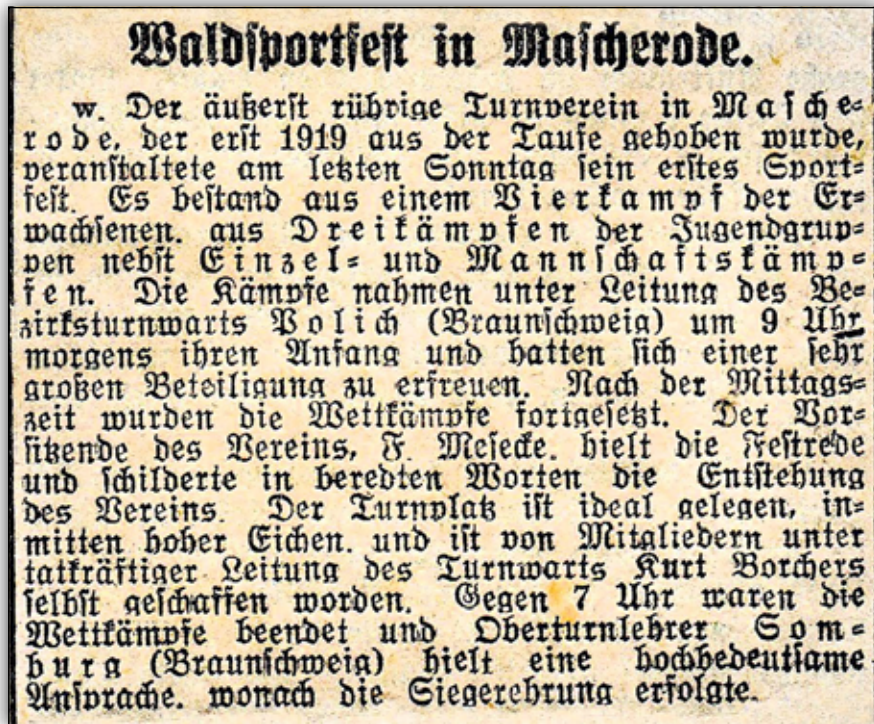 Waldsportfest in Mascherode.
w. Der äußerst rührige Turnverein in Masche-
rode, der erst 1919 aus der Taufe gehoben wurde,
veranstaltete am letzten Sonntag sein erstes Sport-
fest. Es bestand aus einem Vierkampf der Er-
wachsenen, aus Dreikämpfen der Jugendgrup-
pen nebst Einzel- und Mannschaftskämp-
fen. Die Kämpfe nahmen unter Leitung des Be-
zirksturnwarts Polich (Braunschweig) um 9 Uhr
morgens ihren Anfang und hatten sich einer sehr
großen Beteiligung zu erfreuen. Nach der Mittags-
zeit wurden die Wettkämpfe fortgesetzt. Der Vor-
sitzende des Vereins, F. Mesecke, hielt die Festrede
und schilderte in beredten Worten die Entstehung
des Vereins. Der Turnplatz ist ideal gelegen, in-
mitten hoher Eichen, und ist von Mitgliedern unter
tatkräftiger Leitung des Turnwarts Kurt Borchers
selbst geschaffen worden. Gegen 7 Uhr waren die
Wettkämpfe beendet und Oberturnlehrer Som-
burg (Braunschweig) hielt eine hochbedeutsame
Ansprache, wonach die Siegerehrung erfolgte.